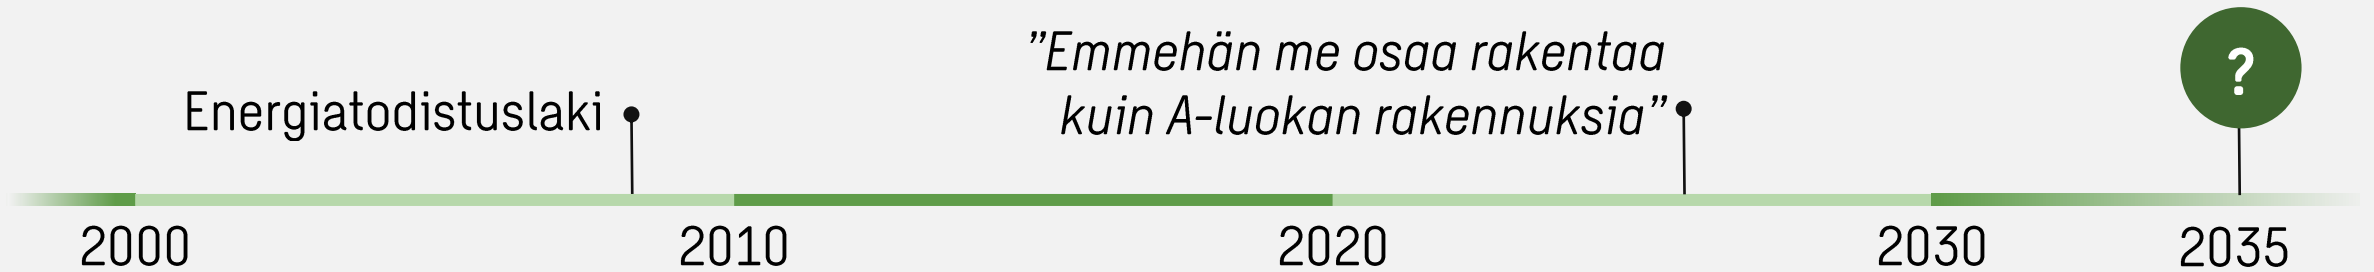 ”Emmehän me osaa rakentaa
kuin A-luokan rakennuksia”
?
Energiatodistuslaki
2000
2010
2020
2030
2035